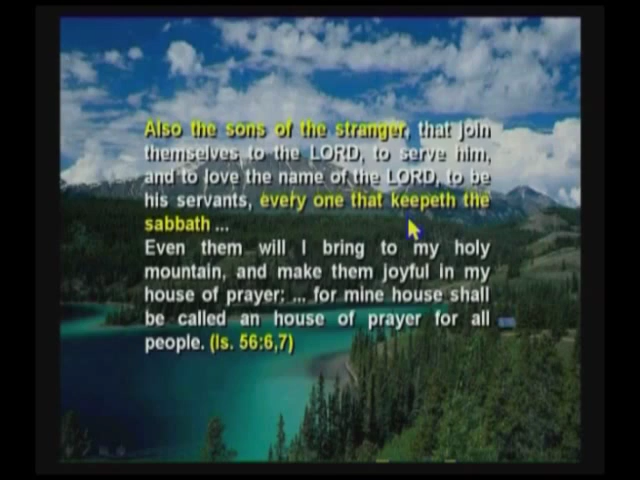 Also the sons of the stranger, that join
themselves to the LORD, to serve him,
and to love the name of the LORD, to be
his servants, every one that keepeth the
sabbath ...
Even them will I bring to my holy
mountain, and make them joyful in my
house of prayer: ... for mine house shall
be called an house of prayer for all
people. (Is. 56:6,7)